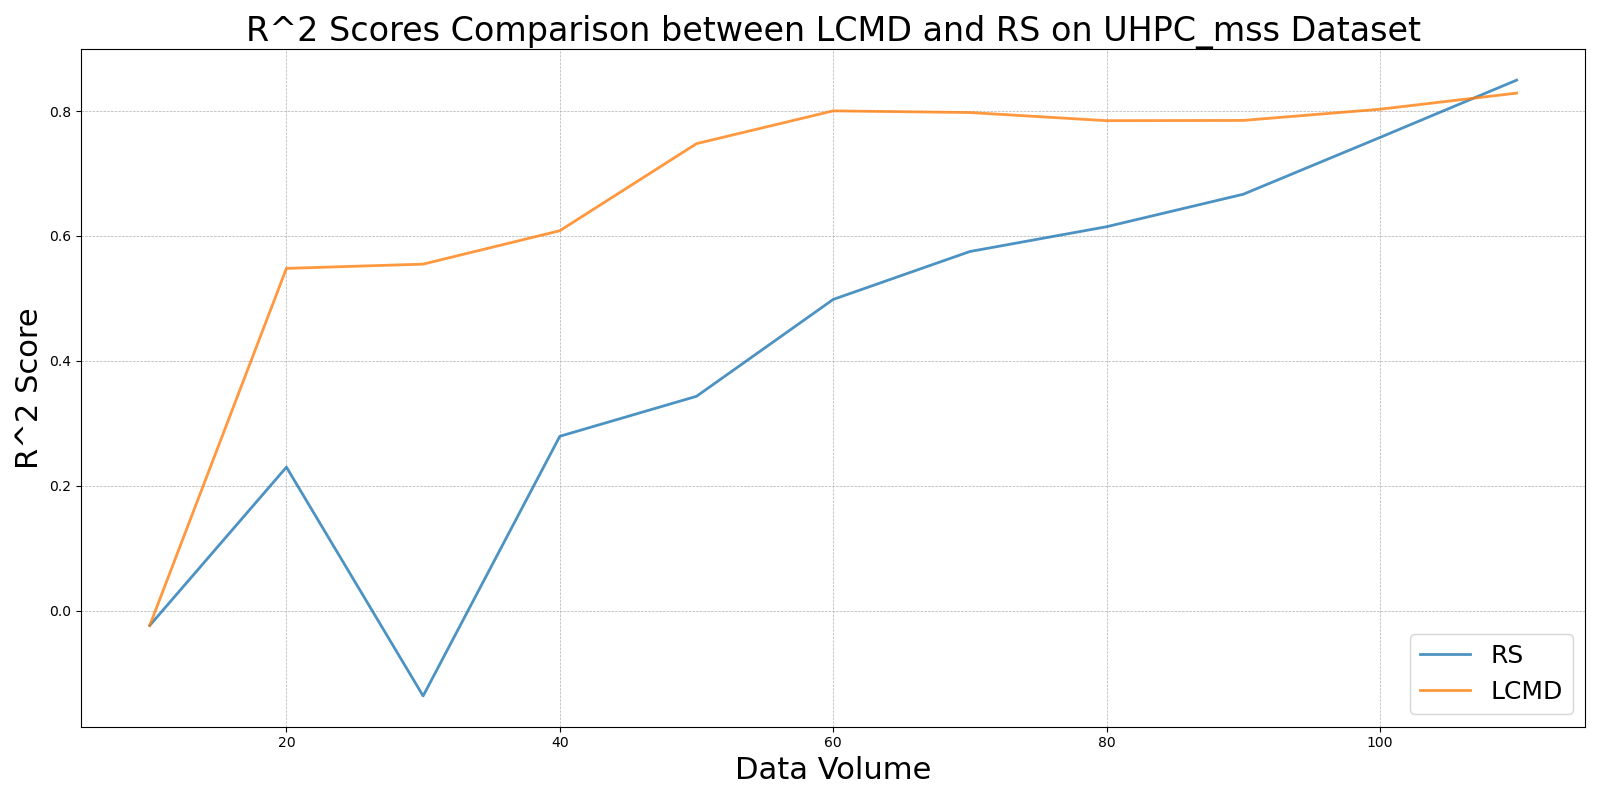 R^2 Scores Comparison between LCMD and RS on UHPC_mss Dataset
R^2 Score
0.8
0.6
0.4
0.2
0.0
RS
LCMD
20 40 60 80 100
Data Volume